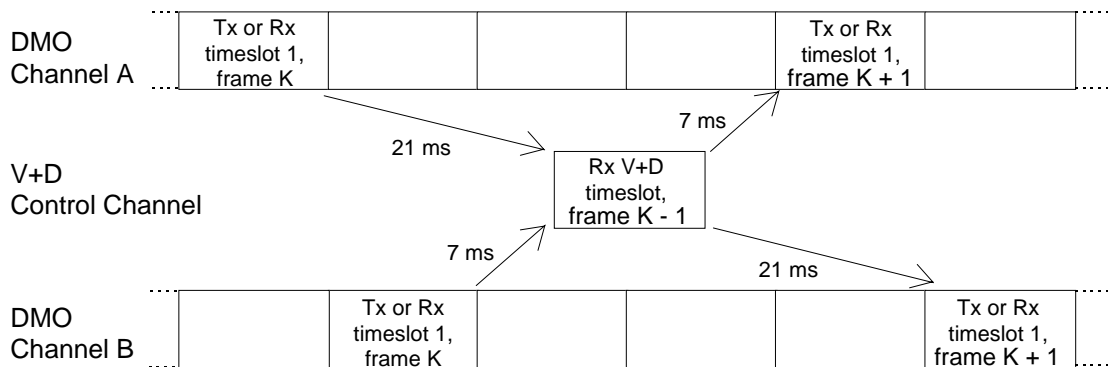 DMO
Channel A
Tx or Rx
timeslot 1,
frame K
Tx or Rx
timeslot 1,
frame K + 1
21 ms
7 ms
V+D
Control Channel
Rx V+D
timeslot,
frame K - 1
7 ms
21 ms
DMO
Channel B
Tx or Rx
timeslot 1,
frame K
Tx or Rx
timeslot 1,
frame K + 1